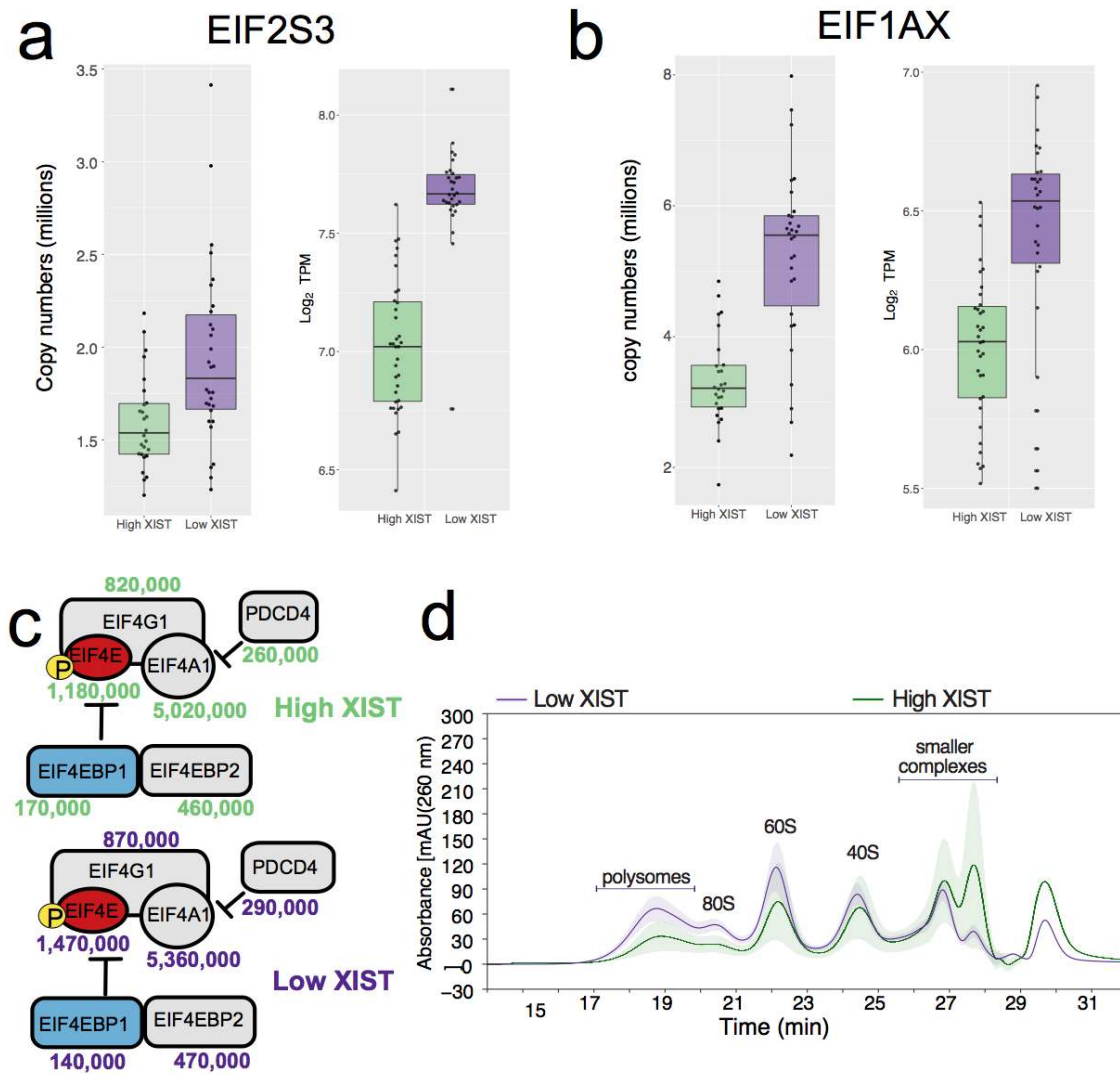 a
EIF2S3
Copy numbers (millions)
3.5
3.0
2.5
2.0
1.5
High XIST Low XIST
Log2 TPM
8.0
7.5
7.0
6.5
High XIST Low XIST
b
EIF1AX
copy numbers (millions)
8
6
4
2
High XIST Low XIST
Log2 TPM
7.0
6.5
6.0
5.5
High XIST Low XIST
c
820,000
EIF4G1
PDCD4
P
EIF4E
EIF4A1
260,000
1,180,000
5,020,000
High XIST
EIF4EBP1 EIF4EBP2
170,000 460,000
870,000
EIF4G1
PDCD4
P
EIF4E
EIF4A1
290,000
1,470,000
5,360,000
Low XIST
EIF4EBP1 EIF4EBP2
140,000 470,000
d
Low XIST High XIST
Absorbance [mAU(260 nm)
300
270
240
210
180
150
120
90
60
30
—0
−30
polysomes
80S
60S
40S
smaller
complexes
15 17 19 21 23 25 27 29 31
Time (min)